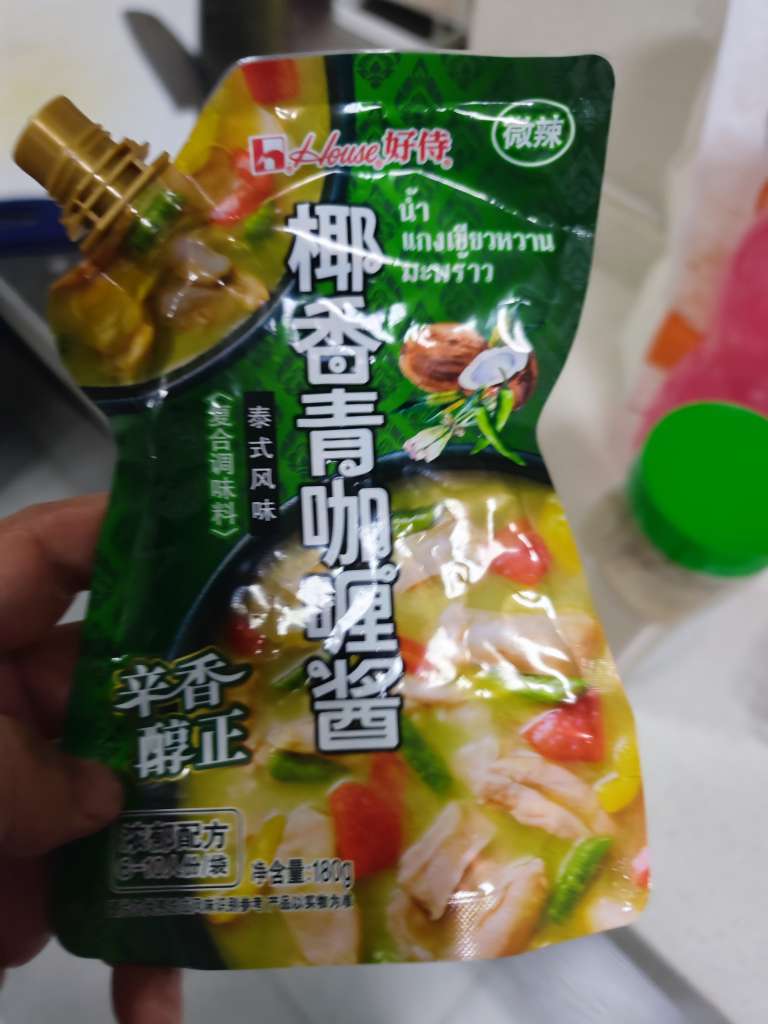 House 好侍
微辣
น้ำ
แกงเขียวหวาน
มะพร้าว
椰香青咖喱酱
泰式风味
〈复合调味料〉
辛香
醇正
浓郁配方
净含量:180g